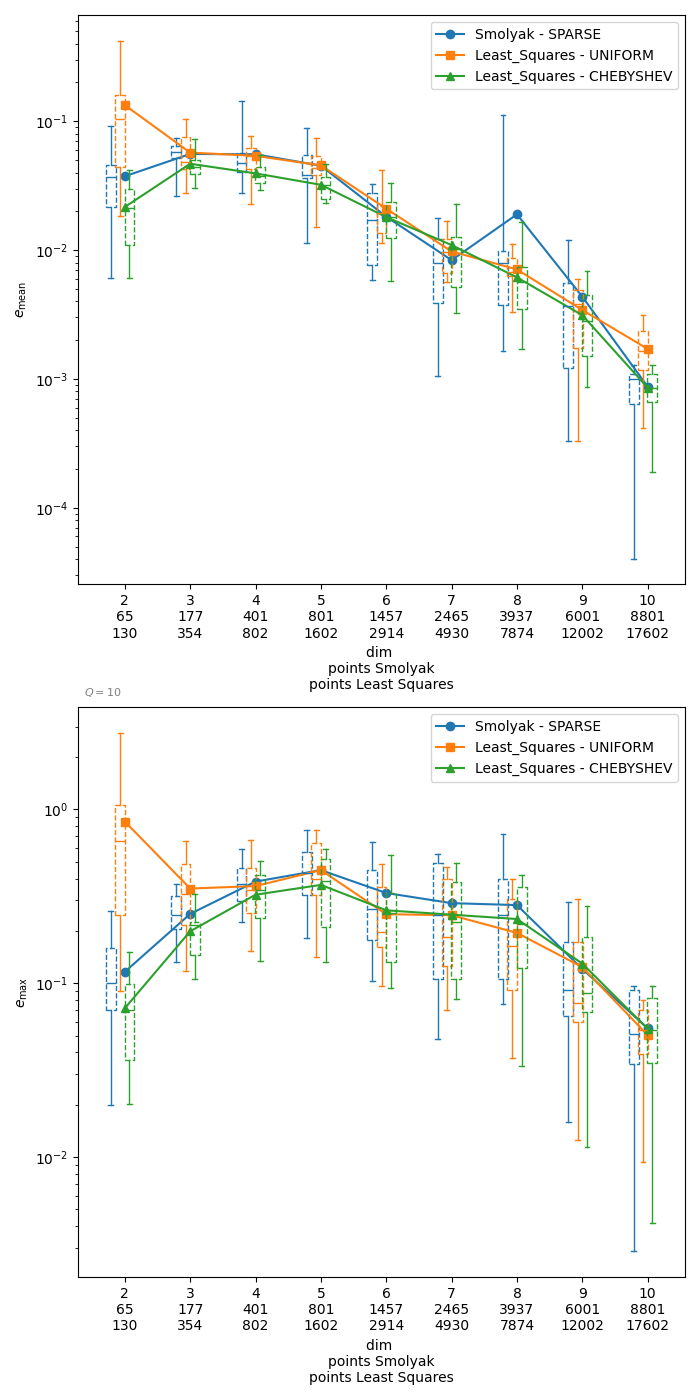 Smolyak - SPARSE
Least_Squares - UNIFORM
Least_Squares - CHEBYSHEV
10⁻¹
10⁻²
10⁻³
10⁻⁴
e_mean
2 3 4 5 6 7 8 9 10
65 177 401 801 1457 2465 3937 6001 8801
130 354 802 1602 2914 4930 7874 12002 17602
dim
points Smolyak
points Least Squares
Q = 10
Smolyak - SPARSE
Least_Squares - UNIFORM
Least_Squares - CHEBYSHEV
10⁰
10⁻¹
10⁻²
e_max
2 3 4 5 6 7 8 9 10
65 177 401 801 1457 2465 3937 6001 8801
130 354 802 1602 2914 4930 7874 12002 17602
dim
points Smolyak
points Least Squares